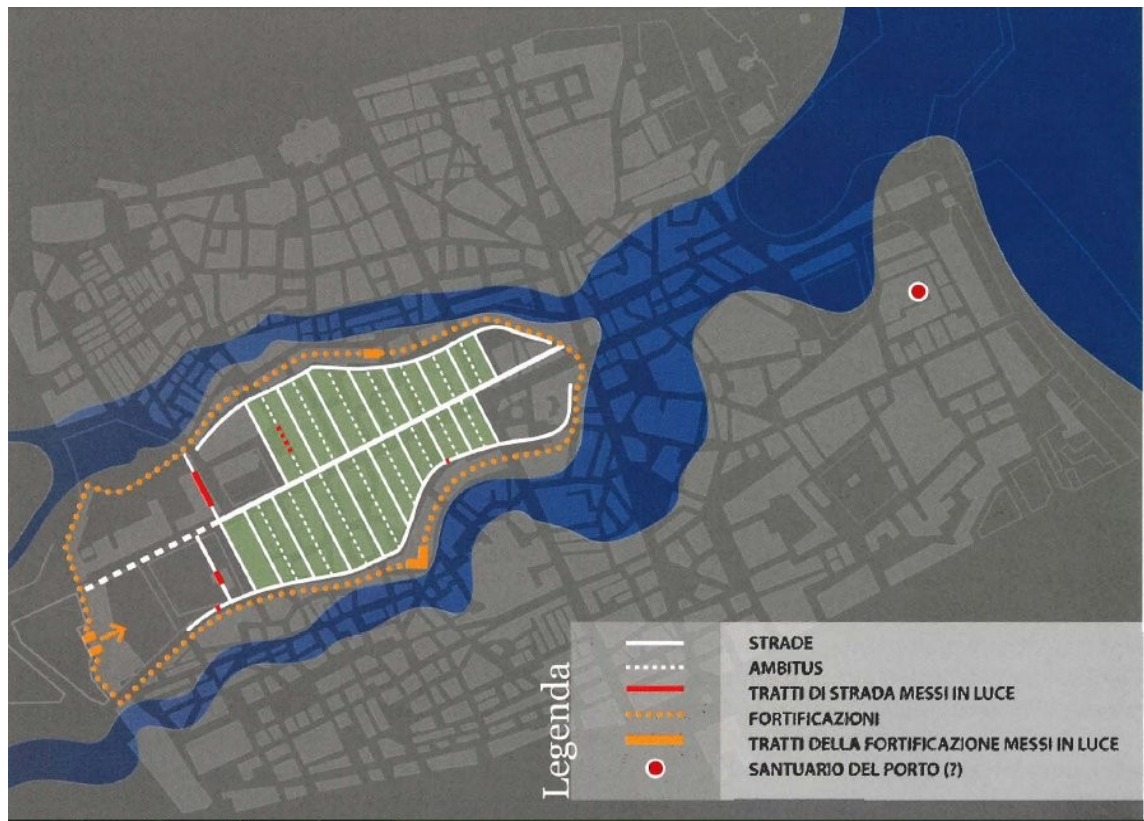 Legenda
STRADE
AMBITUS
TRATTI DI STRADA MESSI IN LUCE
FORTIFICAZIONI
TRATTI DELLA FORTIFICAZIONE MESSI IN LUCE
SANTUARIO DEL PORTO (?)